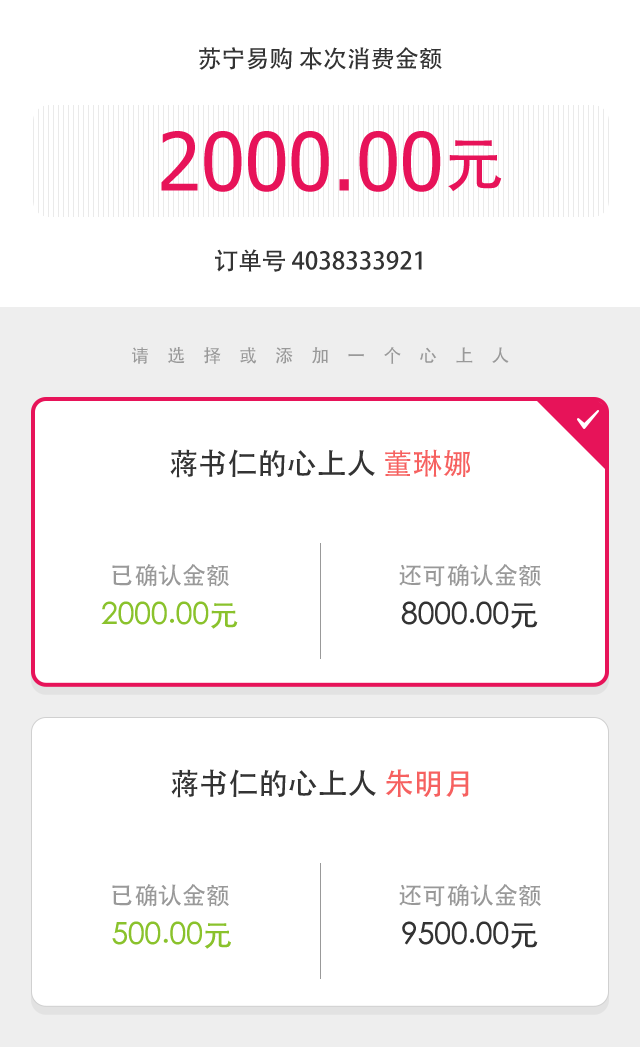 苏宁易购 本次消费金额
2000.00元
订单号 4038333921
请选择或添加一个心上人
蒋书仁的心上人 董琳娜
已确认金额 还可确认金额
2000.00元 8000.00元
蒋书仁的心上人 朱明月
已确认金额 还可确认金额
500.00元 9500.00元